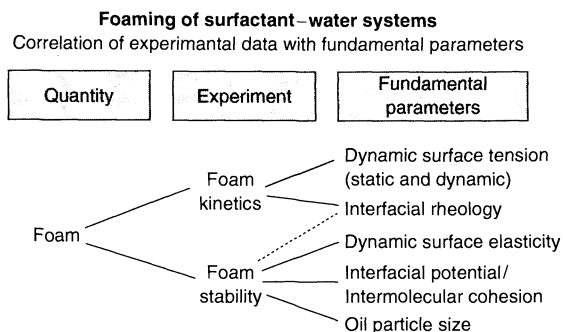 Foaming of surfactant–water systems
Correlation of experimantal data with fundamental parameters
Quantity
Experiment
Fundamental
parameters
Foam
Foam
kinetics
Foam
stability
Dynamic surface tension
(static and dynamic)
Interfacial rheology
Dynamic surface elasticity
Interfacial potential/
Intermolecular cohesion
Oil particle size